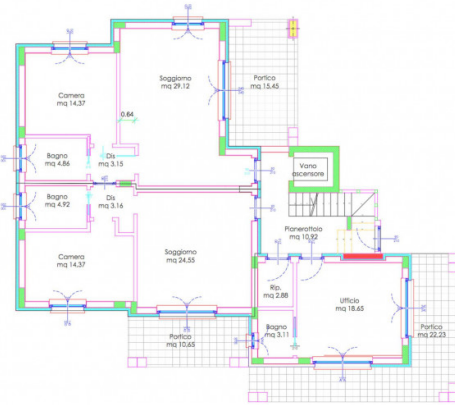 Soggiorno
mq 29.12
Camera
mq 14,37
Portico
mq 15.45
0.64
Bagno
mq 4.86
Dis
mq 3.15
Vano
ascensore
Bagno
mq 4.92
Dis
mq 3.16
Pianerottolo
mq 10.92
Camera
mq 14,37
Soggiorno
mq 24.55
Rip.
mq 2.88
Ufficio
mq 18.65
Bagno
mq 3.11
Portico
mq 22,23
Portico
mq 10,65